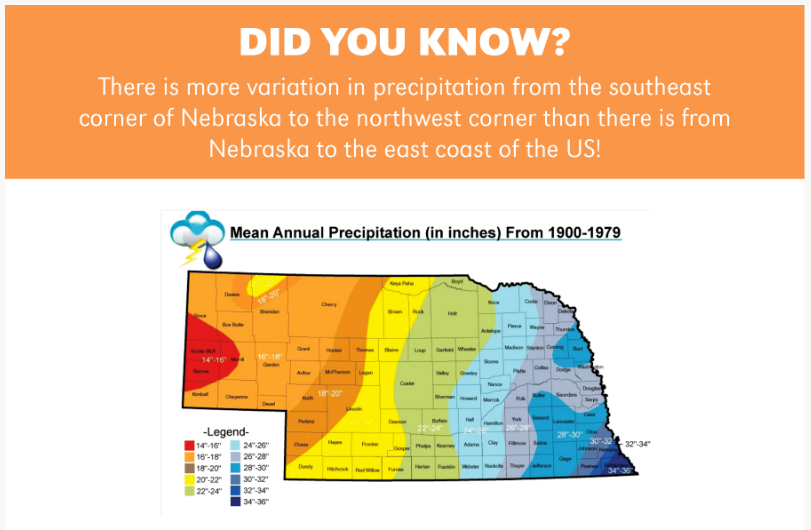 DID YOU KNOW?
There is more variation in precipitation from the southeast
corner of Nebraska to the northwest corner than there is from
Nebraska to the east coast of the US!
Mean Annual Precipitation (in inches) From 1900-1979
Keya Paha Boyd
Dawes Sheridan Cherry Brown Rock Holt Knox Cedar Dixon Dakota
18"-20"
Sioux Box Butte Antelope Pierce Wayne Thurston
Scotts Bluff Morrill Garden Grant Hooker Thomas Blaine Loup Garfield Wheeler Boone Madison Stanton Cuming Burt
14"-16" 16"-18"
Banner Arthur McPherson Logan Custer Valley Greeley Platte Colfax Dodge Washington
Nance Douglas
Kimball Cheyenne Deuel Keith 18"-20" Lincoln Sherman Howard Merrick Polk Butler Saunders Sarpy
Perkins Dawson Buffalo Hall Hamilton York Seward Lancaster Cass
22"-24" 24"-26" 26"-28" 28"-30" Otoe 30"-32" 32"-34"
Chase Hayes Frontier Gosper Phelps Kearney Adams Clay Fillmore Saline Johnson
Dundy Hitchcock Red Willow Furnas Harlan Franklin Webster Nuckolls Thayer Jefferson Gage Pawnee 34"-36"
-Legend-
14"-16" 24"-26"
16"-18" 26"-28"
18"-20" 28"-30"
20"-22" 30"-32"
22"-24" 32"-34"
34"-36"